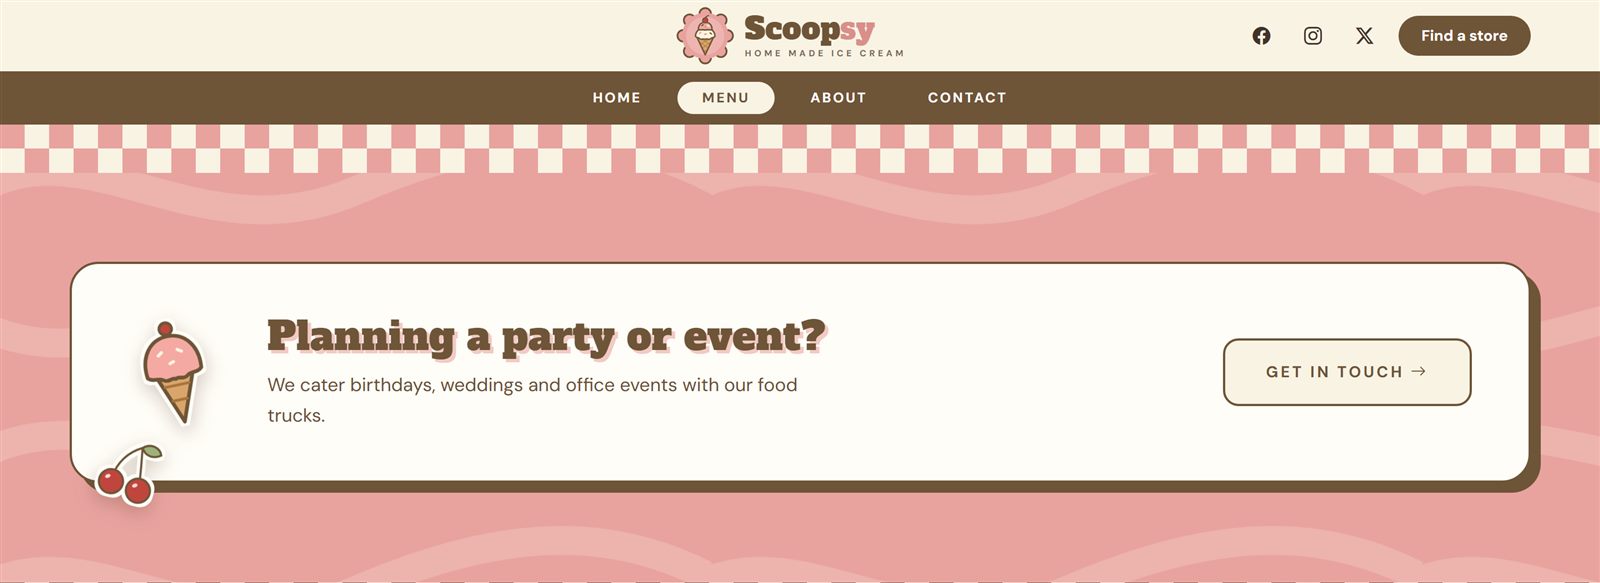 Scoopsy
HOME MADE ICE CREAM
Find a store
HOME
MENU
ABOUT
CONTACT
Planning a party or event?
We cater birthdays, weddings and office events with our food
trucks.
GET IN TOUCH →